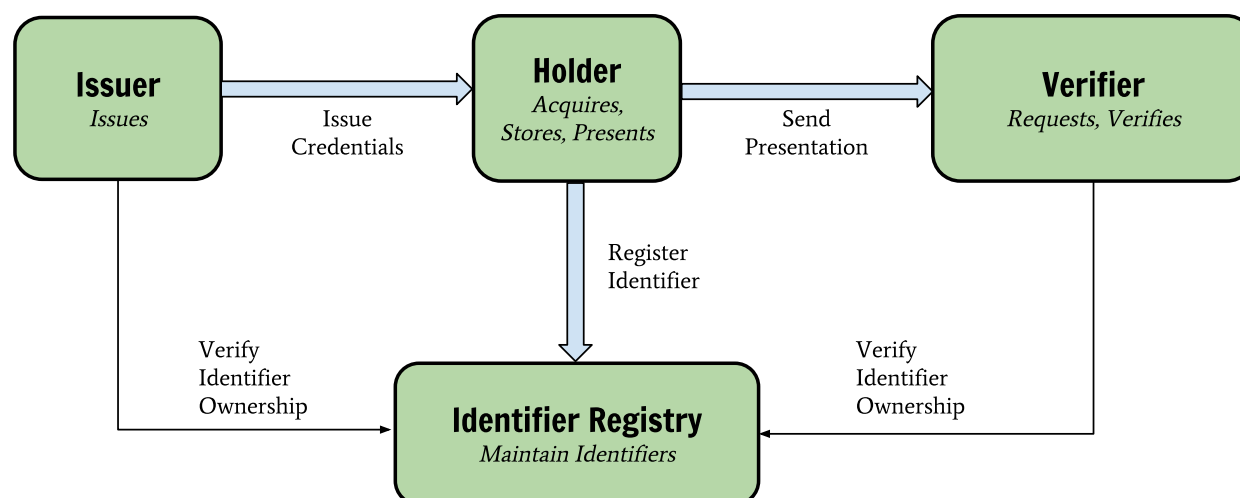 Issuer
Issues
Issue
Credentials
Holder
Acquires,
Stores, Presents
Send
Presentation
Verifier
Requests, Verifies
Register
Identifier
Verify
Identifier
Ownership
Verify
Identifier
Ownership
Identifier Registry
Maintain Identifiers